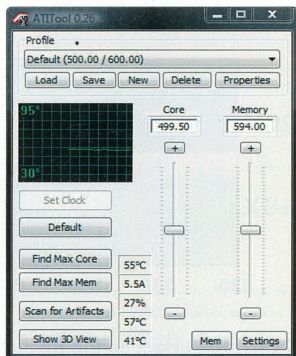 ATITool 0.26
Profile
Default (500.00 / 600.00)
Load Save New Delete Properties
95°
30°
Core Memory
499.50 594.00
+ +
- -
Set Clock
Default
Find Max Core
Find Max Mem
Scan for Artifacts
Show 3D View
55°C
5.5A
27%
57°C
41°C
Mem Settings